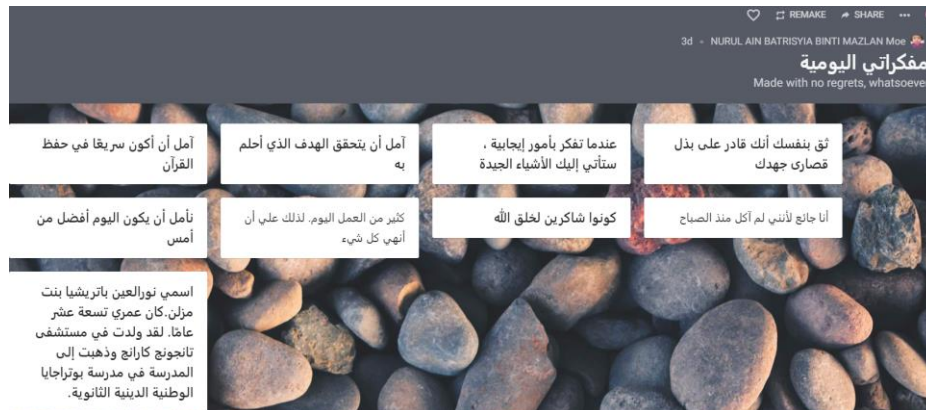 REMAKE SHARE ...
3d • NURUL AIN BATRISYIA BINTI MAZLAN Moe
مفكراتي اليومية
Made with no regrets, whatsoever
ثق بنفسك أنك قادر على بذل
قصارى جهدك
أنا جائع لأنني لم آكل منذ الصباح
عندما تفكر بأمور إيجابية ،
ستأتي إليك الأشياء الجيدة
كونوا شاكرين لخلق الله
آمل أن يتحقق الهدف الذي أحلم
به
كثير من العمل اليوم. لذلك علي أن
أنهي كل شيء
آمل أن أكون سريعًا في حفظ
القرآن
نأمل أن يكون اليوم أفضل من
أمس
اسمي نورالعين باتريشيا بنت
مزلن.كان عمري تسعة عشر
عامًا. لقد ولدت في مستشفى
تانجونج كارانج وذهبت إلى
المدرسة في مدرسة بوتراجايا
الوطنية الدينية الثانوية.